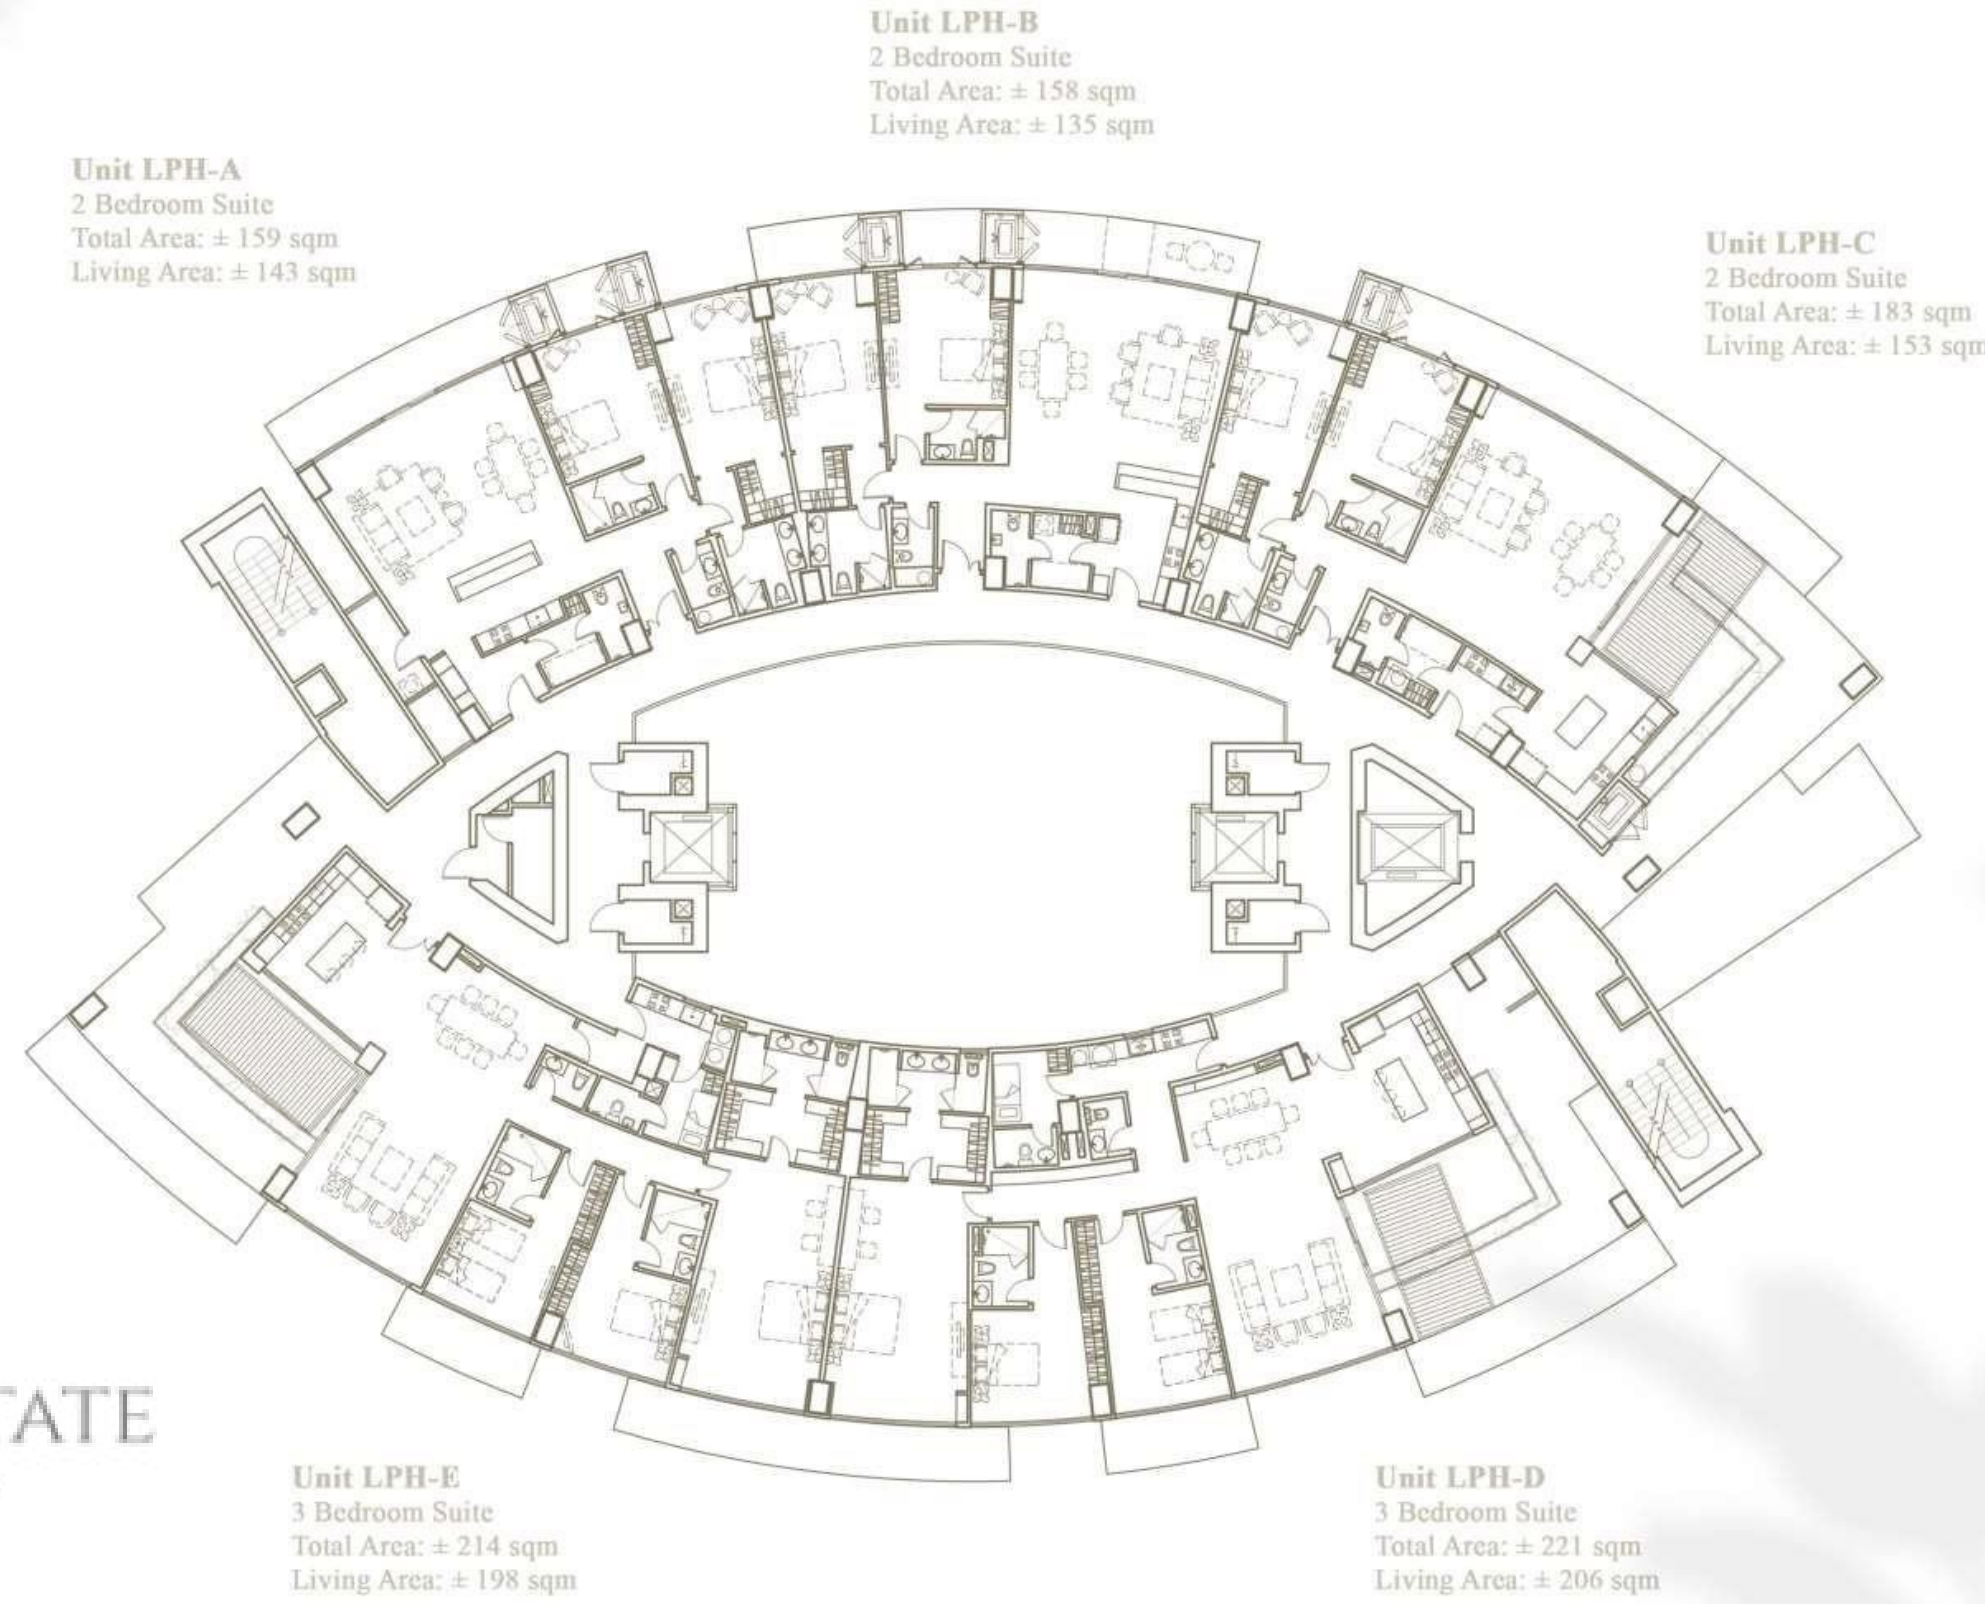 Unit LPH-B
2 Bedroom Suite
Total Area: ± 158 sqm
Living Area: ± 135 sqm
Unit LPH-A
2 Bedroom Suite
Total Area: ± 159 sqm
Living Area: ± 143 sqm
Unit LPH-C
2 Bedroom Suite
Total Area: ± 183 sqm
Living Area: ± 153 sqm
TATE
Unit LPH-E
3 Bedroom Suite
Total Area: ± 214 sqm
Living Area: ± 198 sqm
Unit LPH-D
3 Bedroom Suite
Total Area: ± 221 sqm
Living Area: ± 206 sqm